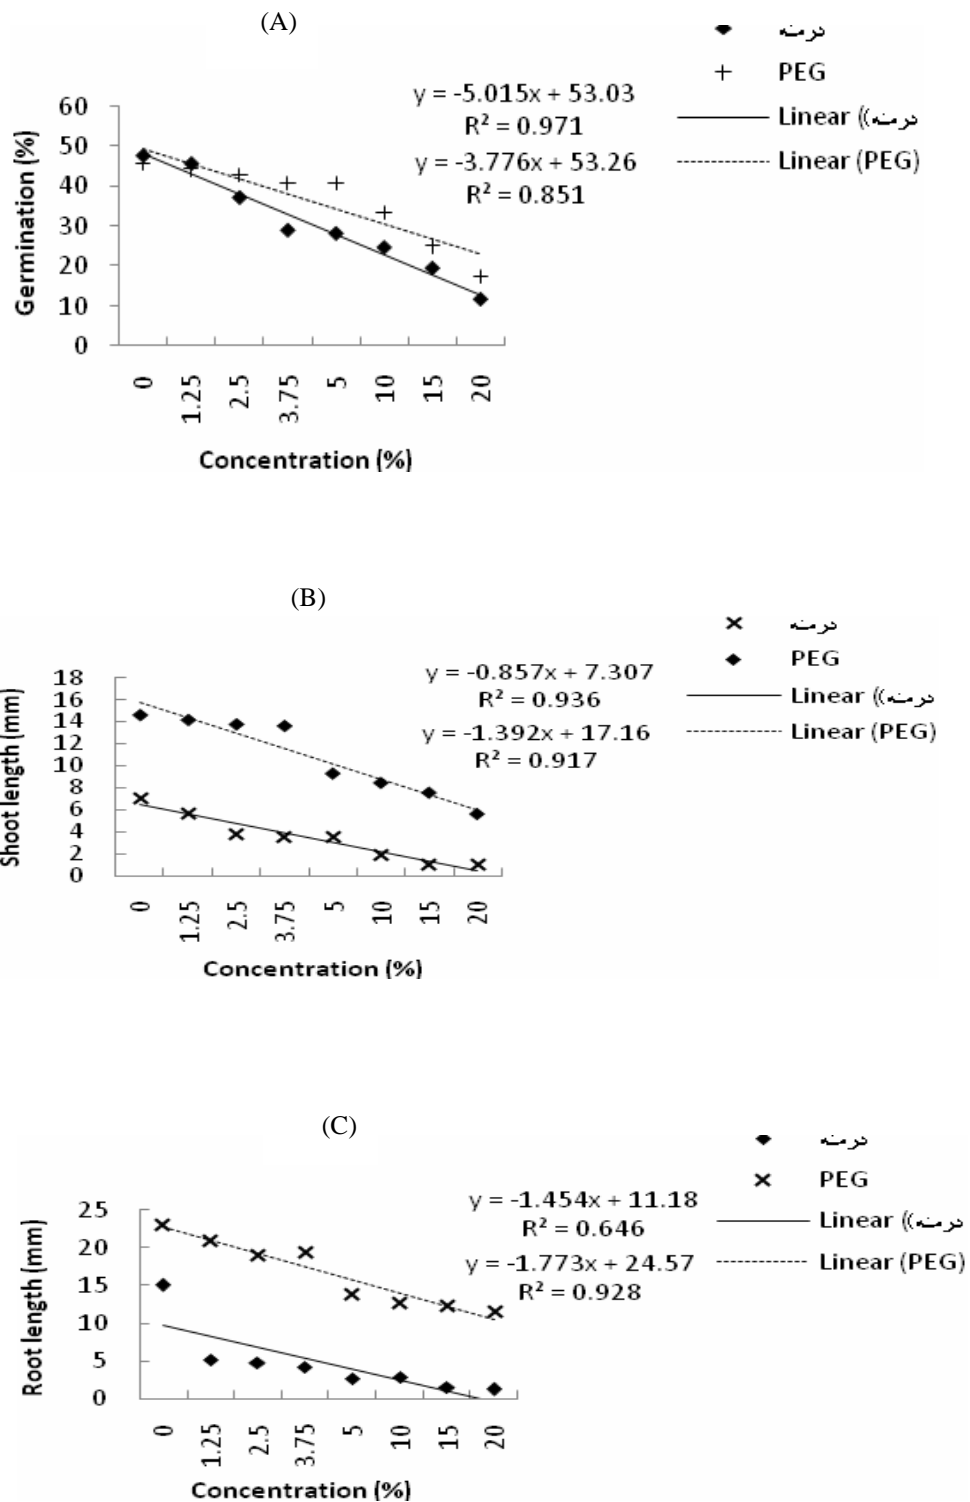 (A)
درمنه
PEG
y = -5.015x + 53.03
R² = 0.971
Linear (درمنه)
y = -3.776x + 53.26
R² = 0.851
Linear (PEG)
Germination (%)
60
50
40
30
20
10
0
0 1.25 2.5 3.75 5 10 15 20
Concentration (%)
(B)
درمنه
PEG
y = -0.857x + 7.307
R² = 0.936
Linear (درمنه)
y = -1.392x + 17.16
R² = 0.917
Linear (PEG)
Shoot length (mm)
18
16
14
12
10
8
6
4
2
0
0 1.25 2.5 3.75 5 10 15 20
Concentration (%)
(C)
درمنه
PEG
y = -1.454x + 11.18
R² = 0.646
Linear (درمنه)
y = -1.773x + 24.57
R² = 0.928
Linear (PEG)
Root length (mm)
25
20
15
10
5
0
0 1.25 2.5 3.75 5 10 15 20
Concentration (%)